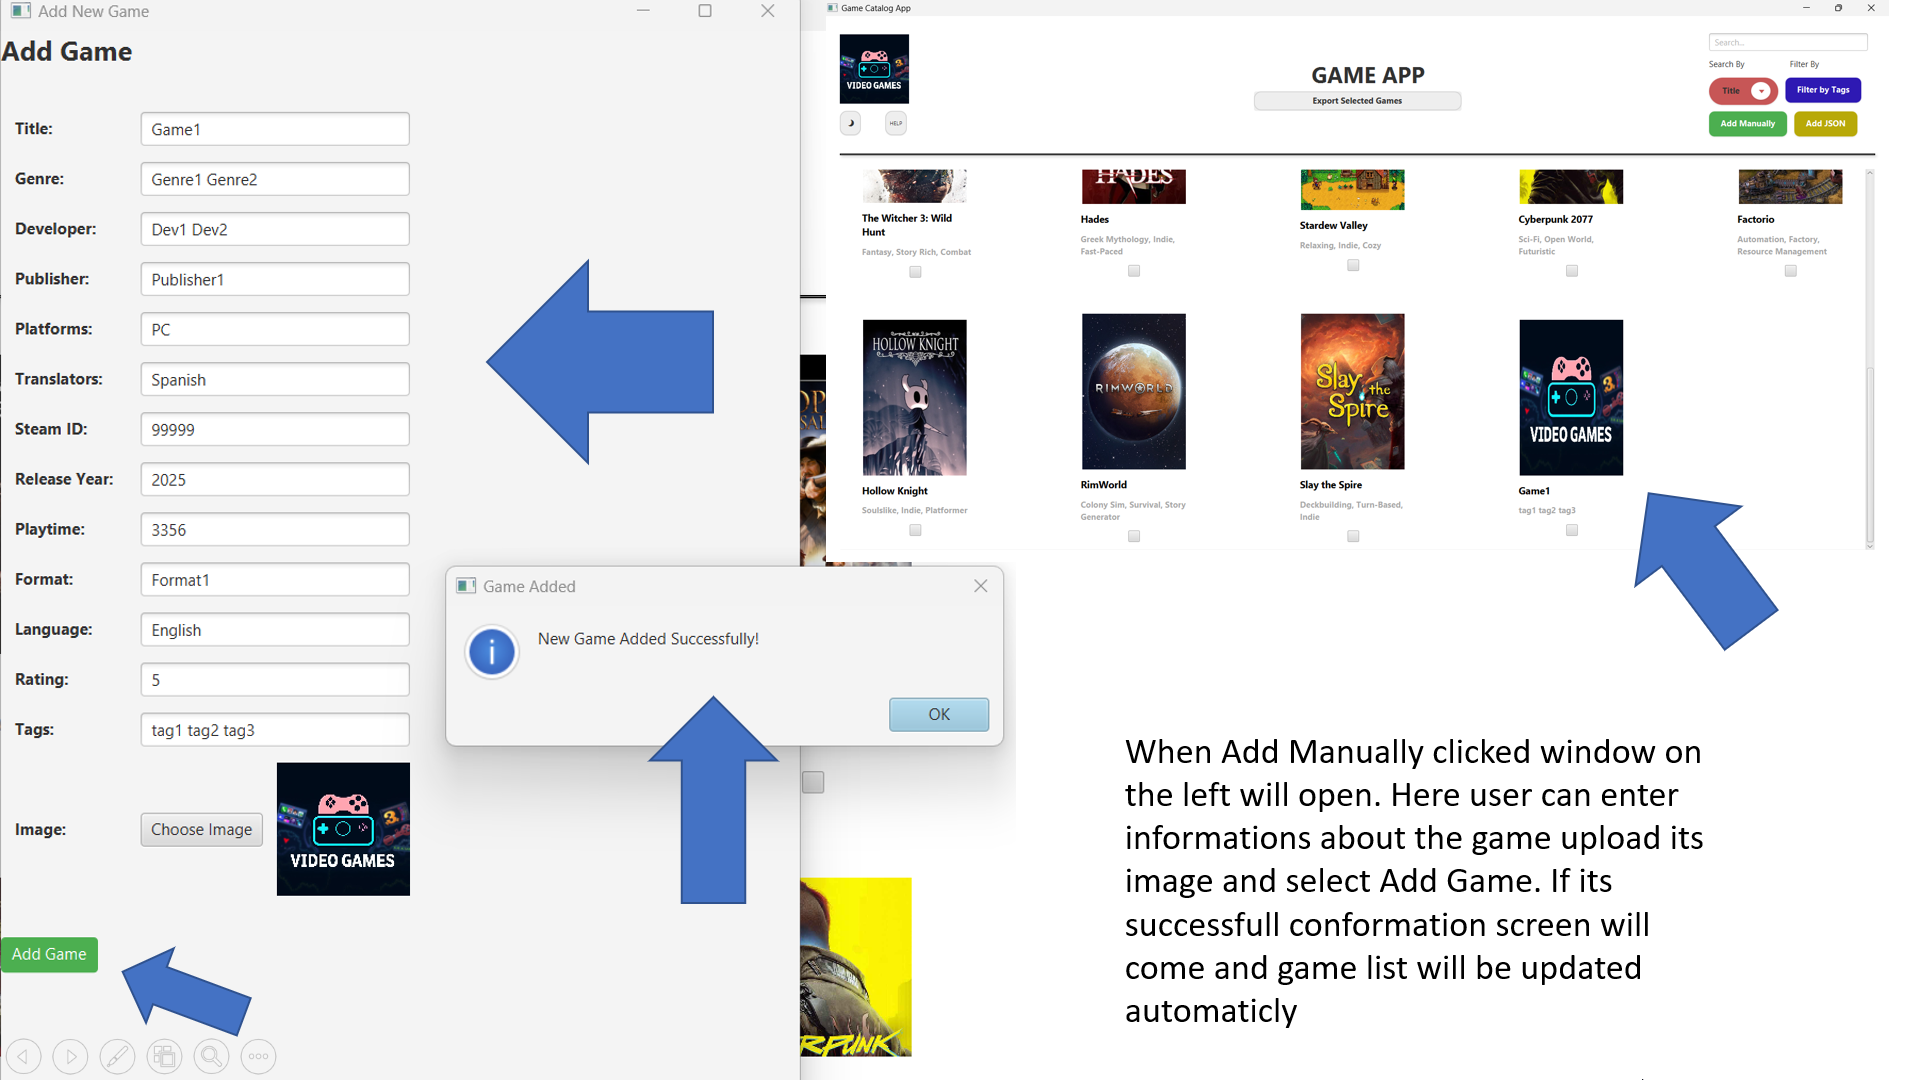 Add New Game
Add Game
Title:
Game1
Genre:
Genre1 Genre2
Developer:
Dev1 Dev2
Publisher:
Publisher1
Platforms:
PC
Translators:
Spanish
Steam ID:
99999
Release Year:
2025
Playtime:
3356
Format:
Format1
Language:
English
Rating:
5
Tags:
tag1 tag2 tag3
Image:
Choose Image
VIDEO GAMES
Add Game
Game Added
New Game Added Successfully!
OK
Game Catalog App
VIDEO GAMES
HELP
GAME APP
Export Selected Games
Search...
Search By
Filter By
Title
Filter by Tags
Add Manually
Add JSON
The Witcher 3: Wild
Hunt
Fantasy, Story Rich, Combat
HADES
Hades
Greek Mythology, Indie,
Fast-Paced
Stardew Valley
Relaxing, Indie, Cozy
Cyberpunk 2077
Sci-Fi, Open World,
Futuristic
Factorio
Automation, Factory,
Resource Management
HOLLOW KNIGHT
Hollow Knight
Soulslike, Indie, Platformer
RIMWORLD
RimWorld
Colony Sim, Survival, Story
Generator
Slay
the
Spire
Slay the Spire
Deckbuilding, Turn-Based,
Indie
VIDEO GAMES
Game1
tag1 tag2 tag3
When Add Manually clicked window on
the left will open. Here user can enter
informations about the game upload its
image and select Add Game. If its
successfull conformation screen will
come and game list will be updated
automaticly
RPUNK